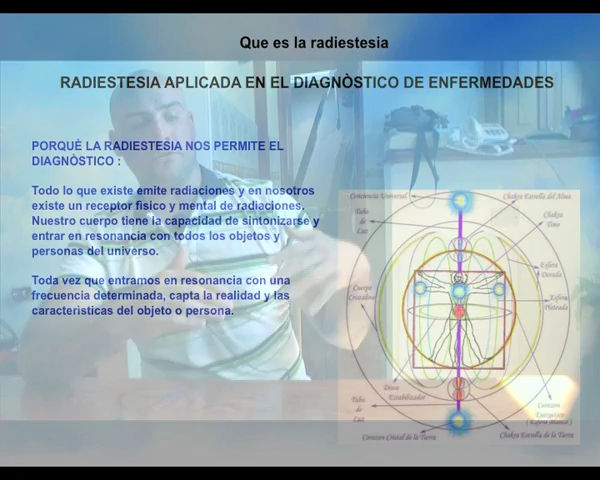 Que es la radiestesia
RADIESTESIA APLICADA EN EL DIAGNÒSTICO DE ENFERMEDADES
PORQUÈ LA RADIESTESIA NOS PERMITE EL
DIAGNÒSTICO :
Todo lo que existe emite radiaciones y en nosotros
existe un receptor fisico y mental de radiaciones.
Nuestro cuerpo tiene la capacidad de sintonizarse y
entrar en resonancia con todos los objetos y
personas del universo.
Toda vez que entramos en resonancia con una
frecuencia determinada, capta la realidad y las
características del objeto o persona.
Conciencia Universal
Chakra Estrella del Alma
Tubo
de
Luz
Chakra
Timo
Esfera
Dorada
Cuerpo
Cristalino
Esfera
Plateada
Disco
Estabilizador
Tubo
de
Luz
Corazon
( Esfera
Corazon Cristal de la Tierra
Chakra Estrella de la Tierra